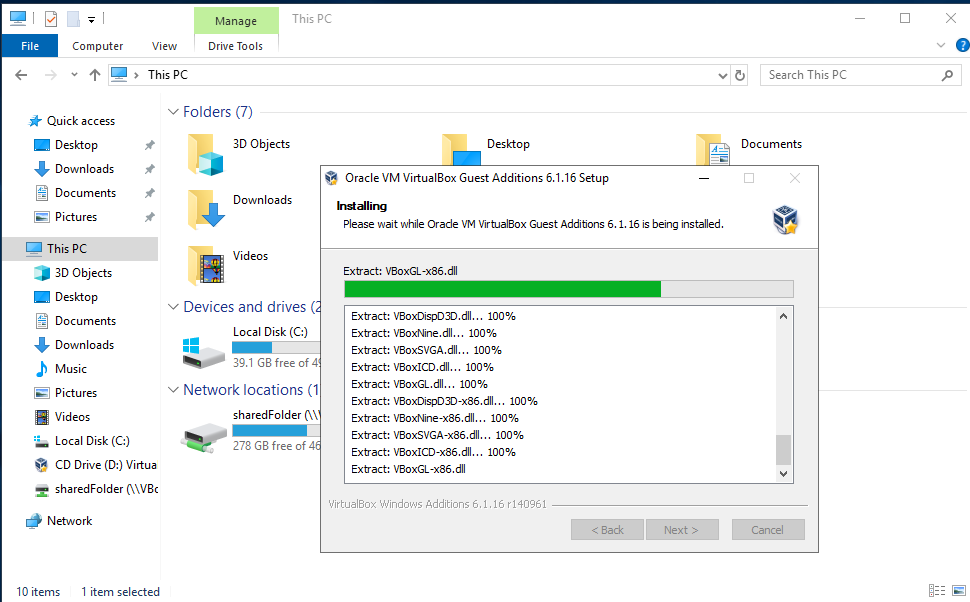 Manage
This PC
File
Computer
View
Drive Tools
This PC
Search This PC
Quick access
Desktop
Downloads
Documents
Pictures
This PC
3D Objects
Desktop
Documents
Downloads
Music
Pictures
Videos
Local Disk (C:)
CD Drive (D:) Virtua
sharedFolder (\\VBo
Network
Folders (7)
3D Objects
Desktop
Documents
Downloads
Videos
Devices and drives (2
Local Disk (C:)
39.1 GB free of 49
Network locations (1
sharedFolder (\\V
278 GB free of 46
Oracle VM VirtualBox Guest Additions 6.1.16 Setup
Installing
Please wait while Oracle VM VirtualBox Guest Additions 6.1.16 is being installed.
Extract: VBoxGL-x86.dll
Extract: VBoxDispD3D.dll... 100%
Extract: VBoxNine.dll... 100%
Extract: VBoxSVGA.dll... 100%
Extract: VBoxICD.dll... 100%
Extract: VBoxGL.dll... 100%
Extract: VBoxDispD3D-x86.dll... 100%
Extract: VBoxNine-x86.dll... 100%
Extract: VBoxSVGA-x86.dll... 100%
Extract: VBoxICD-x86.dll... 100%
Extract: VBoxGL-x86.dll
VirtualBox Windows Additions 6.1.16 r140961
< Back
Next >
Cancel
10 items
1 item selected